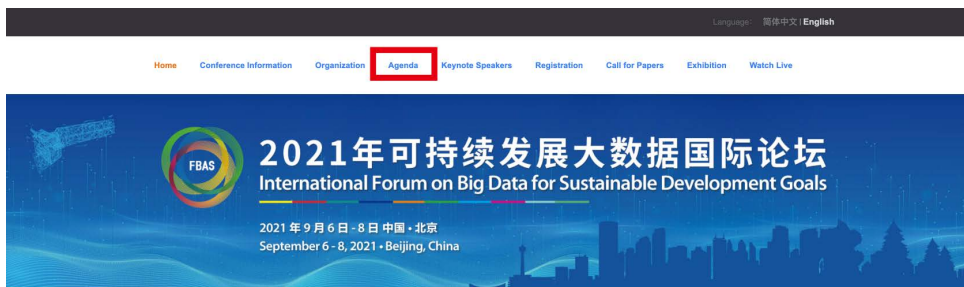 Language: 简体中文 | English
Home Conference Information Organization Agenda Keynote Speakers Registration Call for Papers Exhibition Watch Live
FBAS
2021年可持续发展大数据国际论坛
International Forum on Big Data for Sustainable Development Goals
2021 年 9 月 6 日 - 8 日 中国 • 北京
September 6 - 8, 2021 • Beijing, China